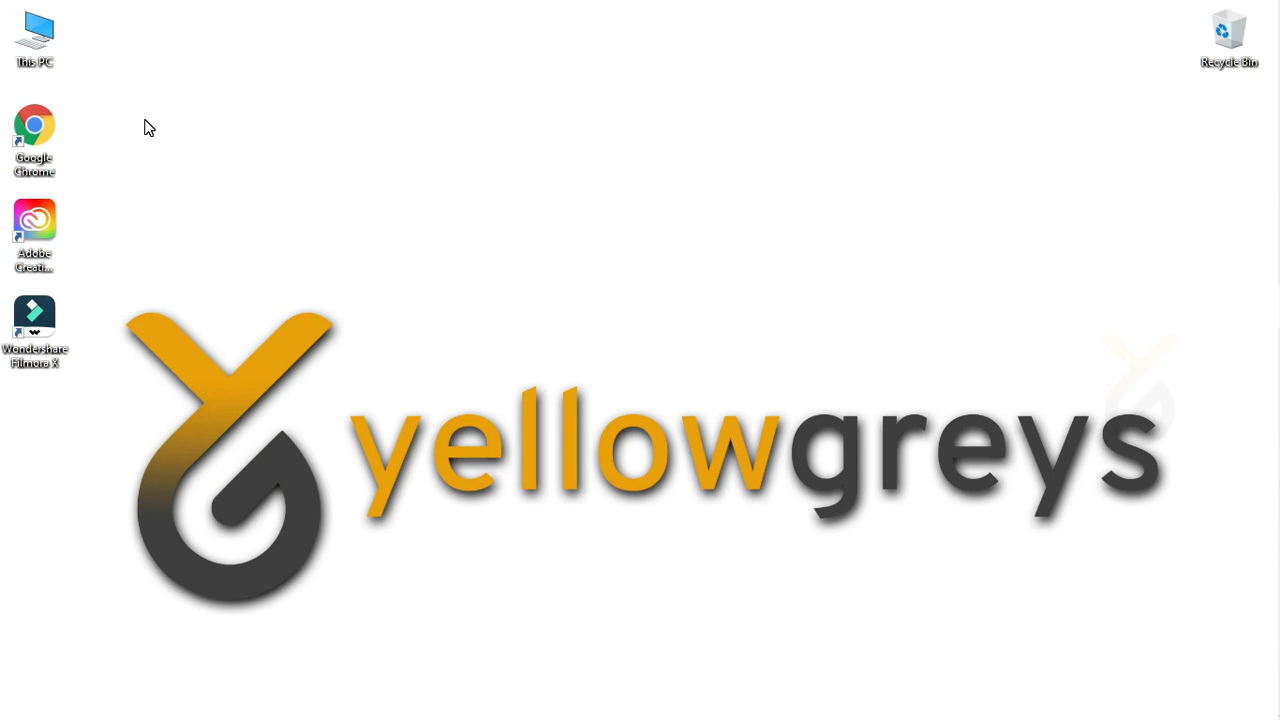 This PC
Recycle Bin
Google
Chrome
Adobe
Creati...
Wondershare
Filmora X
yellowgreys